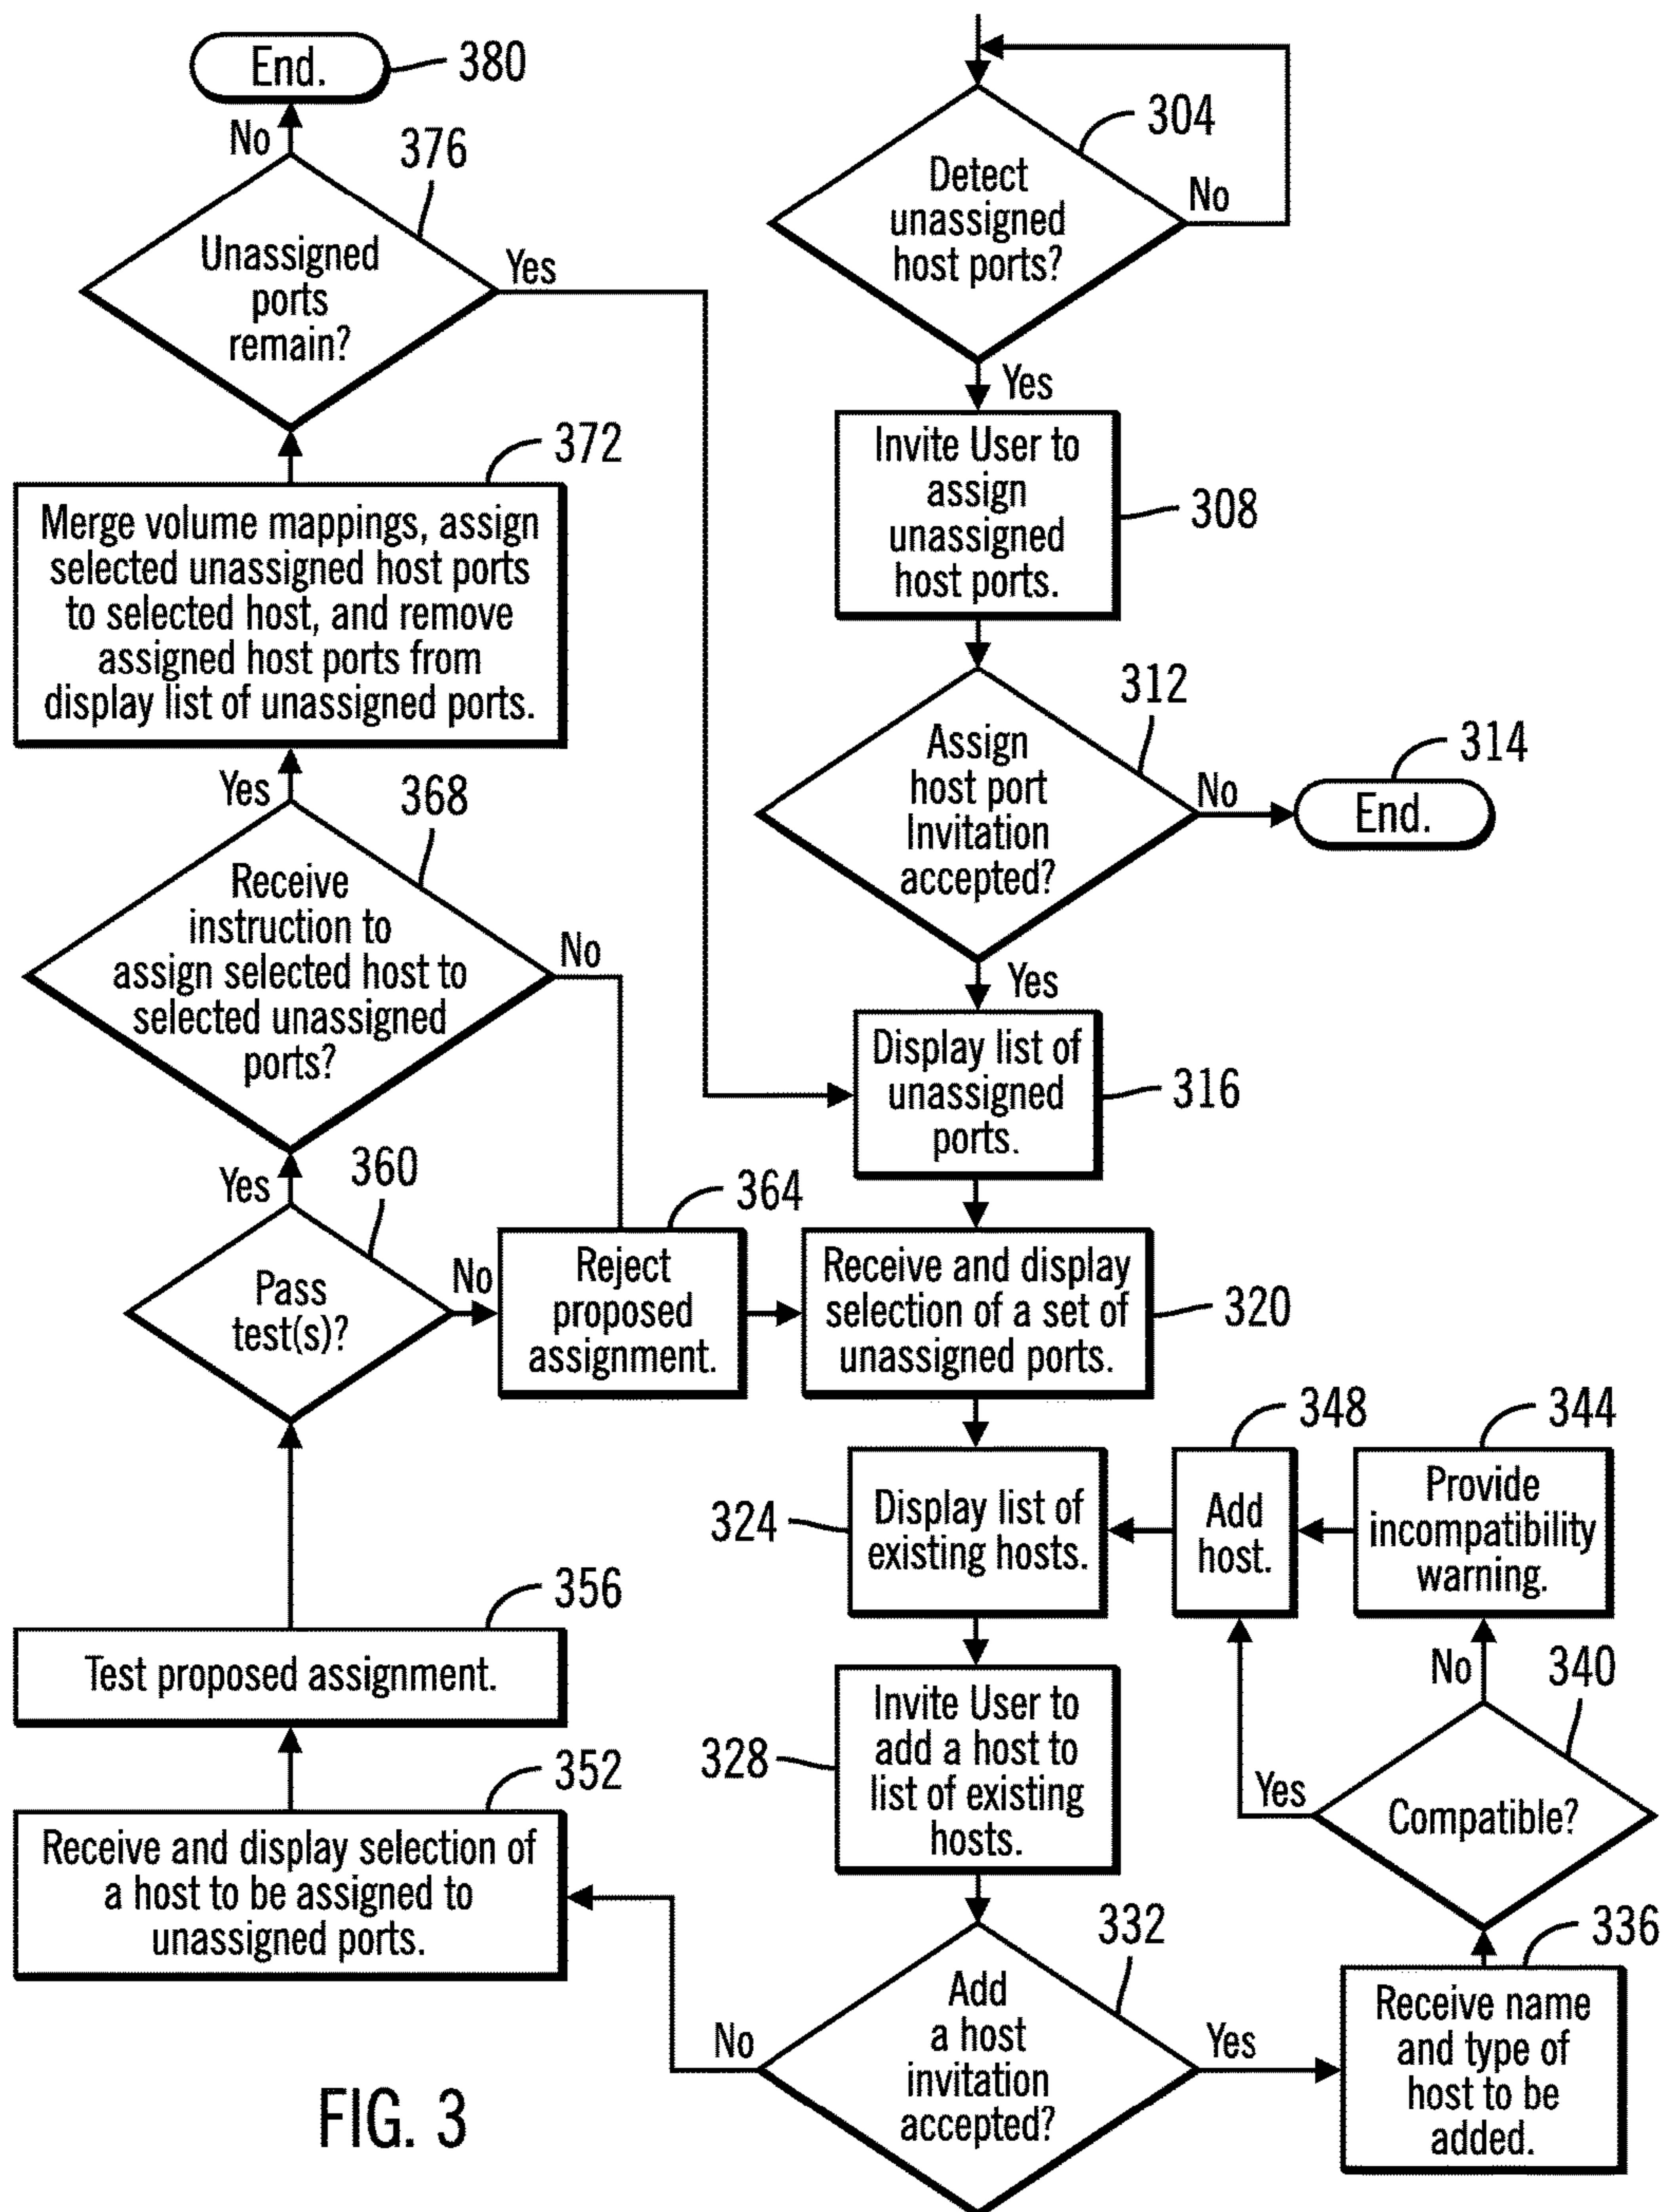 End.
380
No
376
Unassigned
ports
remain?
Yes
372
Merge volume mappings, assign
selected unassigned host ports
to selected host, and remove
assigned host ports from
display list of unassigned ports.
Yes
368
Receive
instruction to
assign selected host to
selected unassigned
ports?
No
Yes
360
Pass
test(s)?
No
364
Reject
proposed
assignment.
356
Test proposed assignment.
352
Receive and display selection of
a host to be assigned to
unassigned ports.
304
Detect
unassigned
host ports?
No
Yes
Invite User to
assign
unassigned
host ports.
308
312
Assign
host port
Invitation
accepted?
No
314
End.
Yes
Display list of
unassigned
ports.
316
Receive and display
selection of a set of
unassigned ports.
320
324
Display list of
existing hosts.
348
Add
host.
344
Provide
incompatibility
warning.
No
340
Yes
Compatible?
328
Invite User to
add a host to
list of existing
hosts.
332
Add
a host
invitation
accepted?
No
Yes
336
Receive name
and type of
host to be
added.
FIG. 3